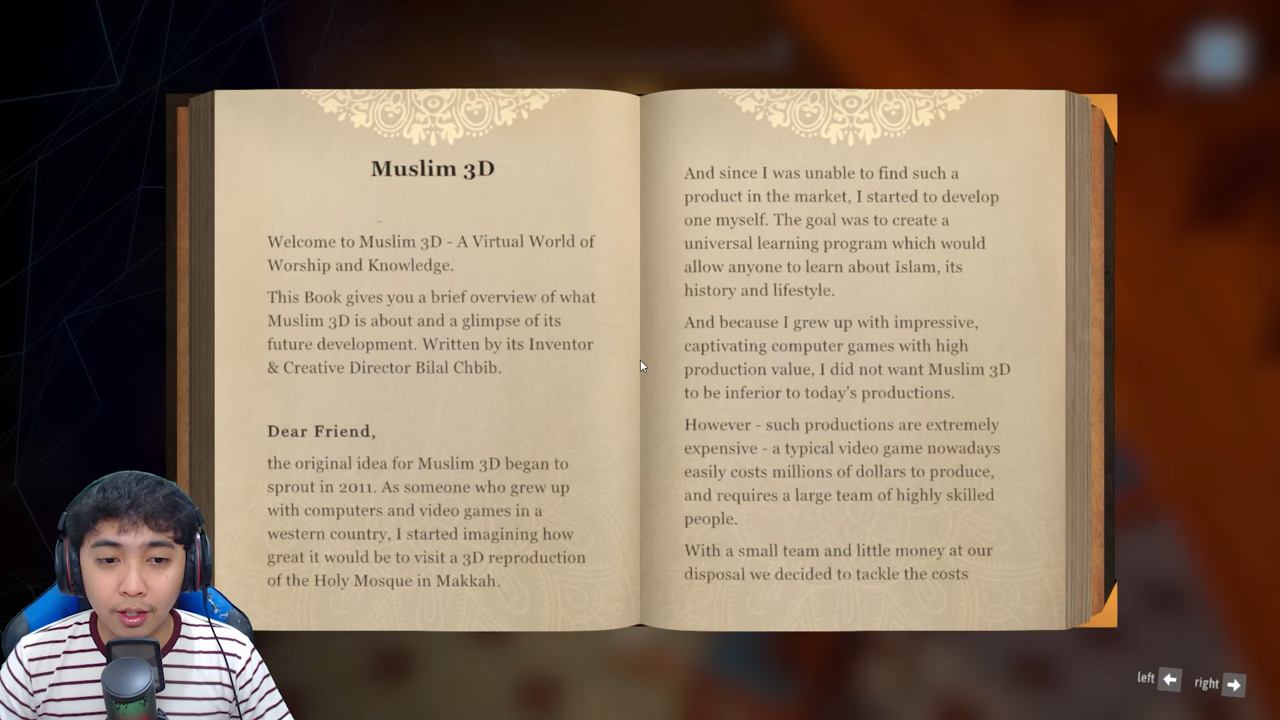 Muslim 3D
Welcome to Muslim 3D - A Virtual World of
Worship and Knowledge.
This Book gives you a brief overview of what
Muslim 3D is about and a glimpse of its
future development. Written by its Inventor
& Creative Director Bilal Chbib.
Dear Friend,
the original idea for Muslim 3D began to
sprout in 2011. As someone who grew up
with computers and video games in a
western country, I started imagining how
great it would be to visit a 3D reproduction
of the Holy Mosque in Makkah.
And since I was unable to find such a
product in the market, I started to develop
one myself. The goal was to create a
universal learning program which would
allow anyone to learn about Islam, its
history and lifestyle.
And because I grew up with impressive,
captivating computer games with high
production value, I did not want Muslim 3D
to be inferior to today's productions.
However - such productions are extremely
expensive - a typical video game nowadays
easily costs millions of dollars to produce,
and requires a large team of highly skilled
people.
With a small team and little money at our
disposal we decided to tackle the costs
left ← right →